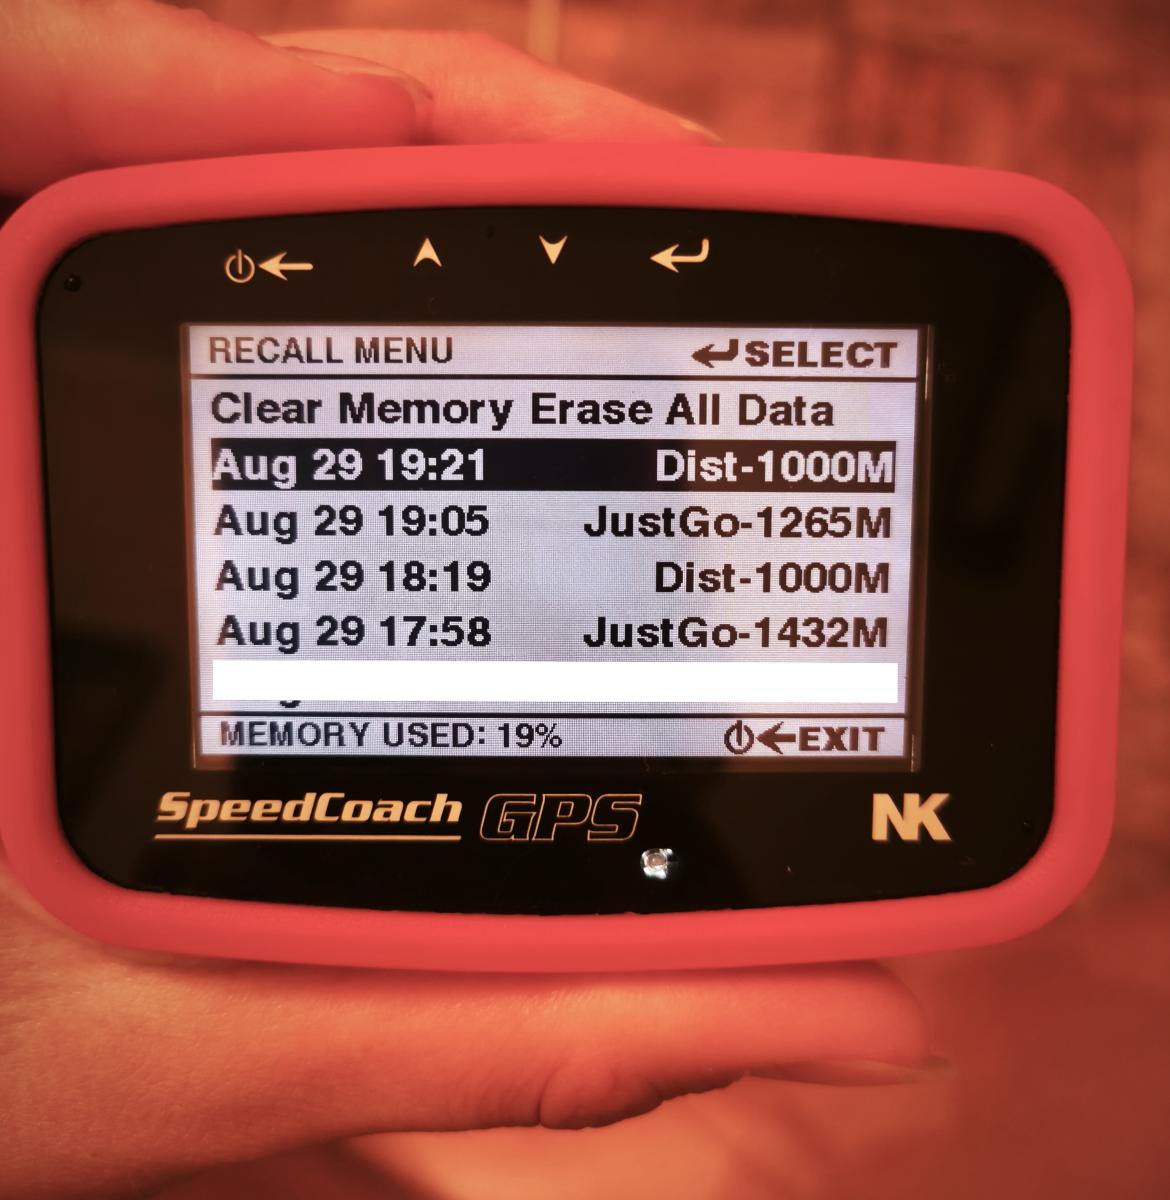 RECALL MENU SELECT
Clear Memory Erase All Data
Aug 29 19:21 Dist-1000M
Aug 29 19:05 JustGo-1265M
Aug 29 18:19 Dist-1000M
Aug 29 17:58 JustGo-1432M
MEMORY USED: 19% EXIT
SpeedCoach GPS NK